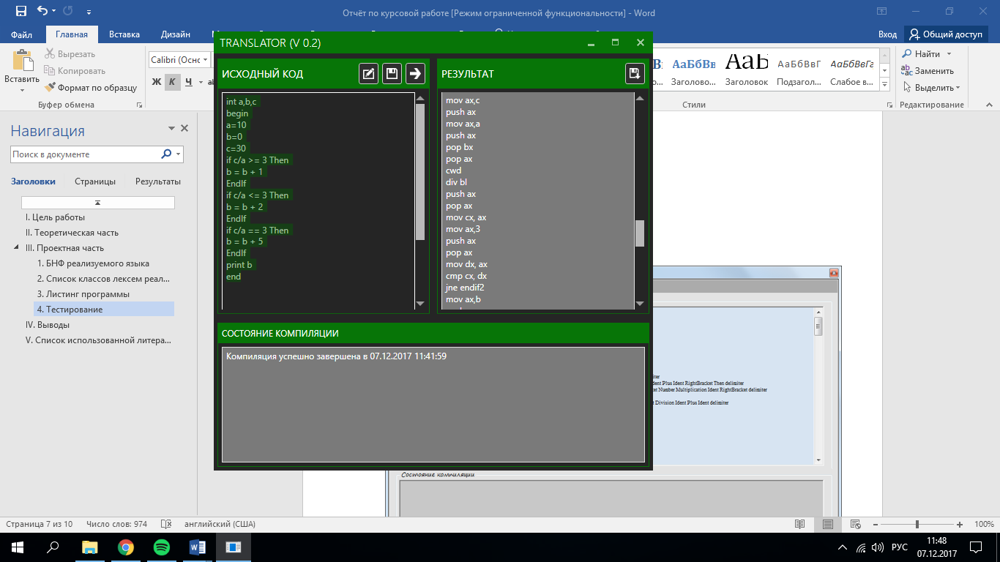 Отчёт по курсовой работе [Режим ограниченной функциональности] - Word
Файл
Главная
Вставка
Дизайн
Вход
Общий доступ
Вставить
Вырезать
Копировать
Формат по образцу
Буфер обмена
Calibri (Осно
Ж К Ч
АаБбВв
АаБ
АаБбВвГ
АаБбВвГг
Заголово...
Заголовок
Подзагол...
Слабое в...
Стили
Найти
Заменить
Выделить
Редактирование
Навигация
Поиск в документе
Заголовки
Страницы
Результаты
I. Цель работы
II. Теоретическая часть
III. Проектная часть
1. БНФ реализуемого языка
2. Список классов лексем реал...
3. Листинг программы
4. Тестирование
IV. Выводы
V. Список использованной литера...
TRANSLATOR (V 0.2)
ИСХОДНЫЙ КОД
int a,b,c
begin
a=10
b=0
c=30
if c/a >= 3 Then
b = b + 1
EndIf
if c/a <= 3 Then
b = b + 2
EndIf
if c/a == 3 Then
b = b + 5
EndIf
print b
end
РЕЗУЛЬТАТ
mov ax,c
push ax
mov ax,a
push ax
pop bx
pop ax
cwd
div bl
push ax
pop ax
mov cx, ax
mov ax,3
push ax
pop ax
mov dx, ax
cmp cx, dx
jne endif2
mov ax,b
СОСТОЯНИЕ КОМПИЛЯЦИИ
Компиляция успешно завершена в 07.12.2017 11:41:59
Plus Ident RightBracket Then delimiter
Number Multiplication Ident RightBracket delimiter
Division Ident Plus Ident delimiter
Состояние компиляции
Страница 7 из 10
Число слов: 974
английский (США)
100%
РУС
11:48
07.12.2017